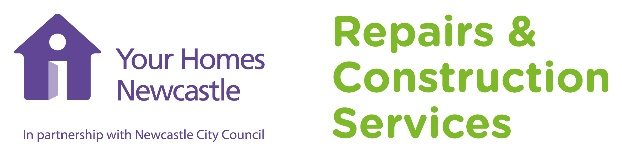 Your Homes
Newcastle
In partnership with Newcastle City Council
Repairs &
Construction
Services